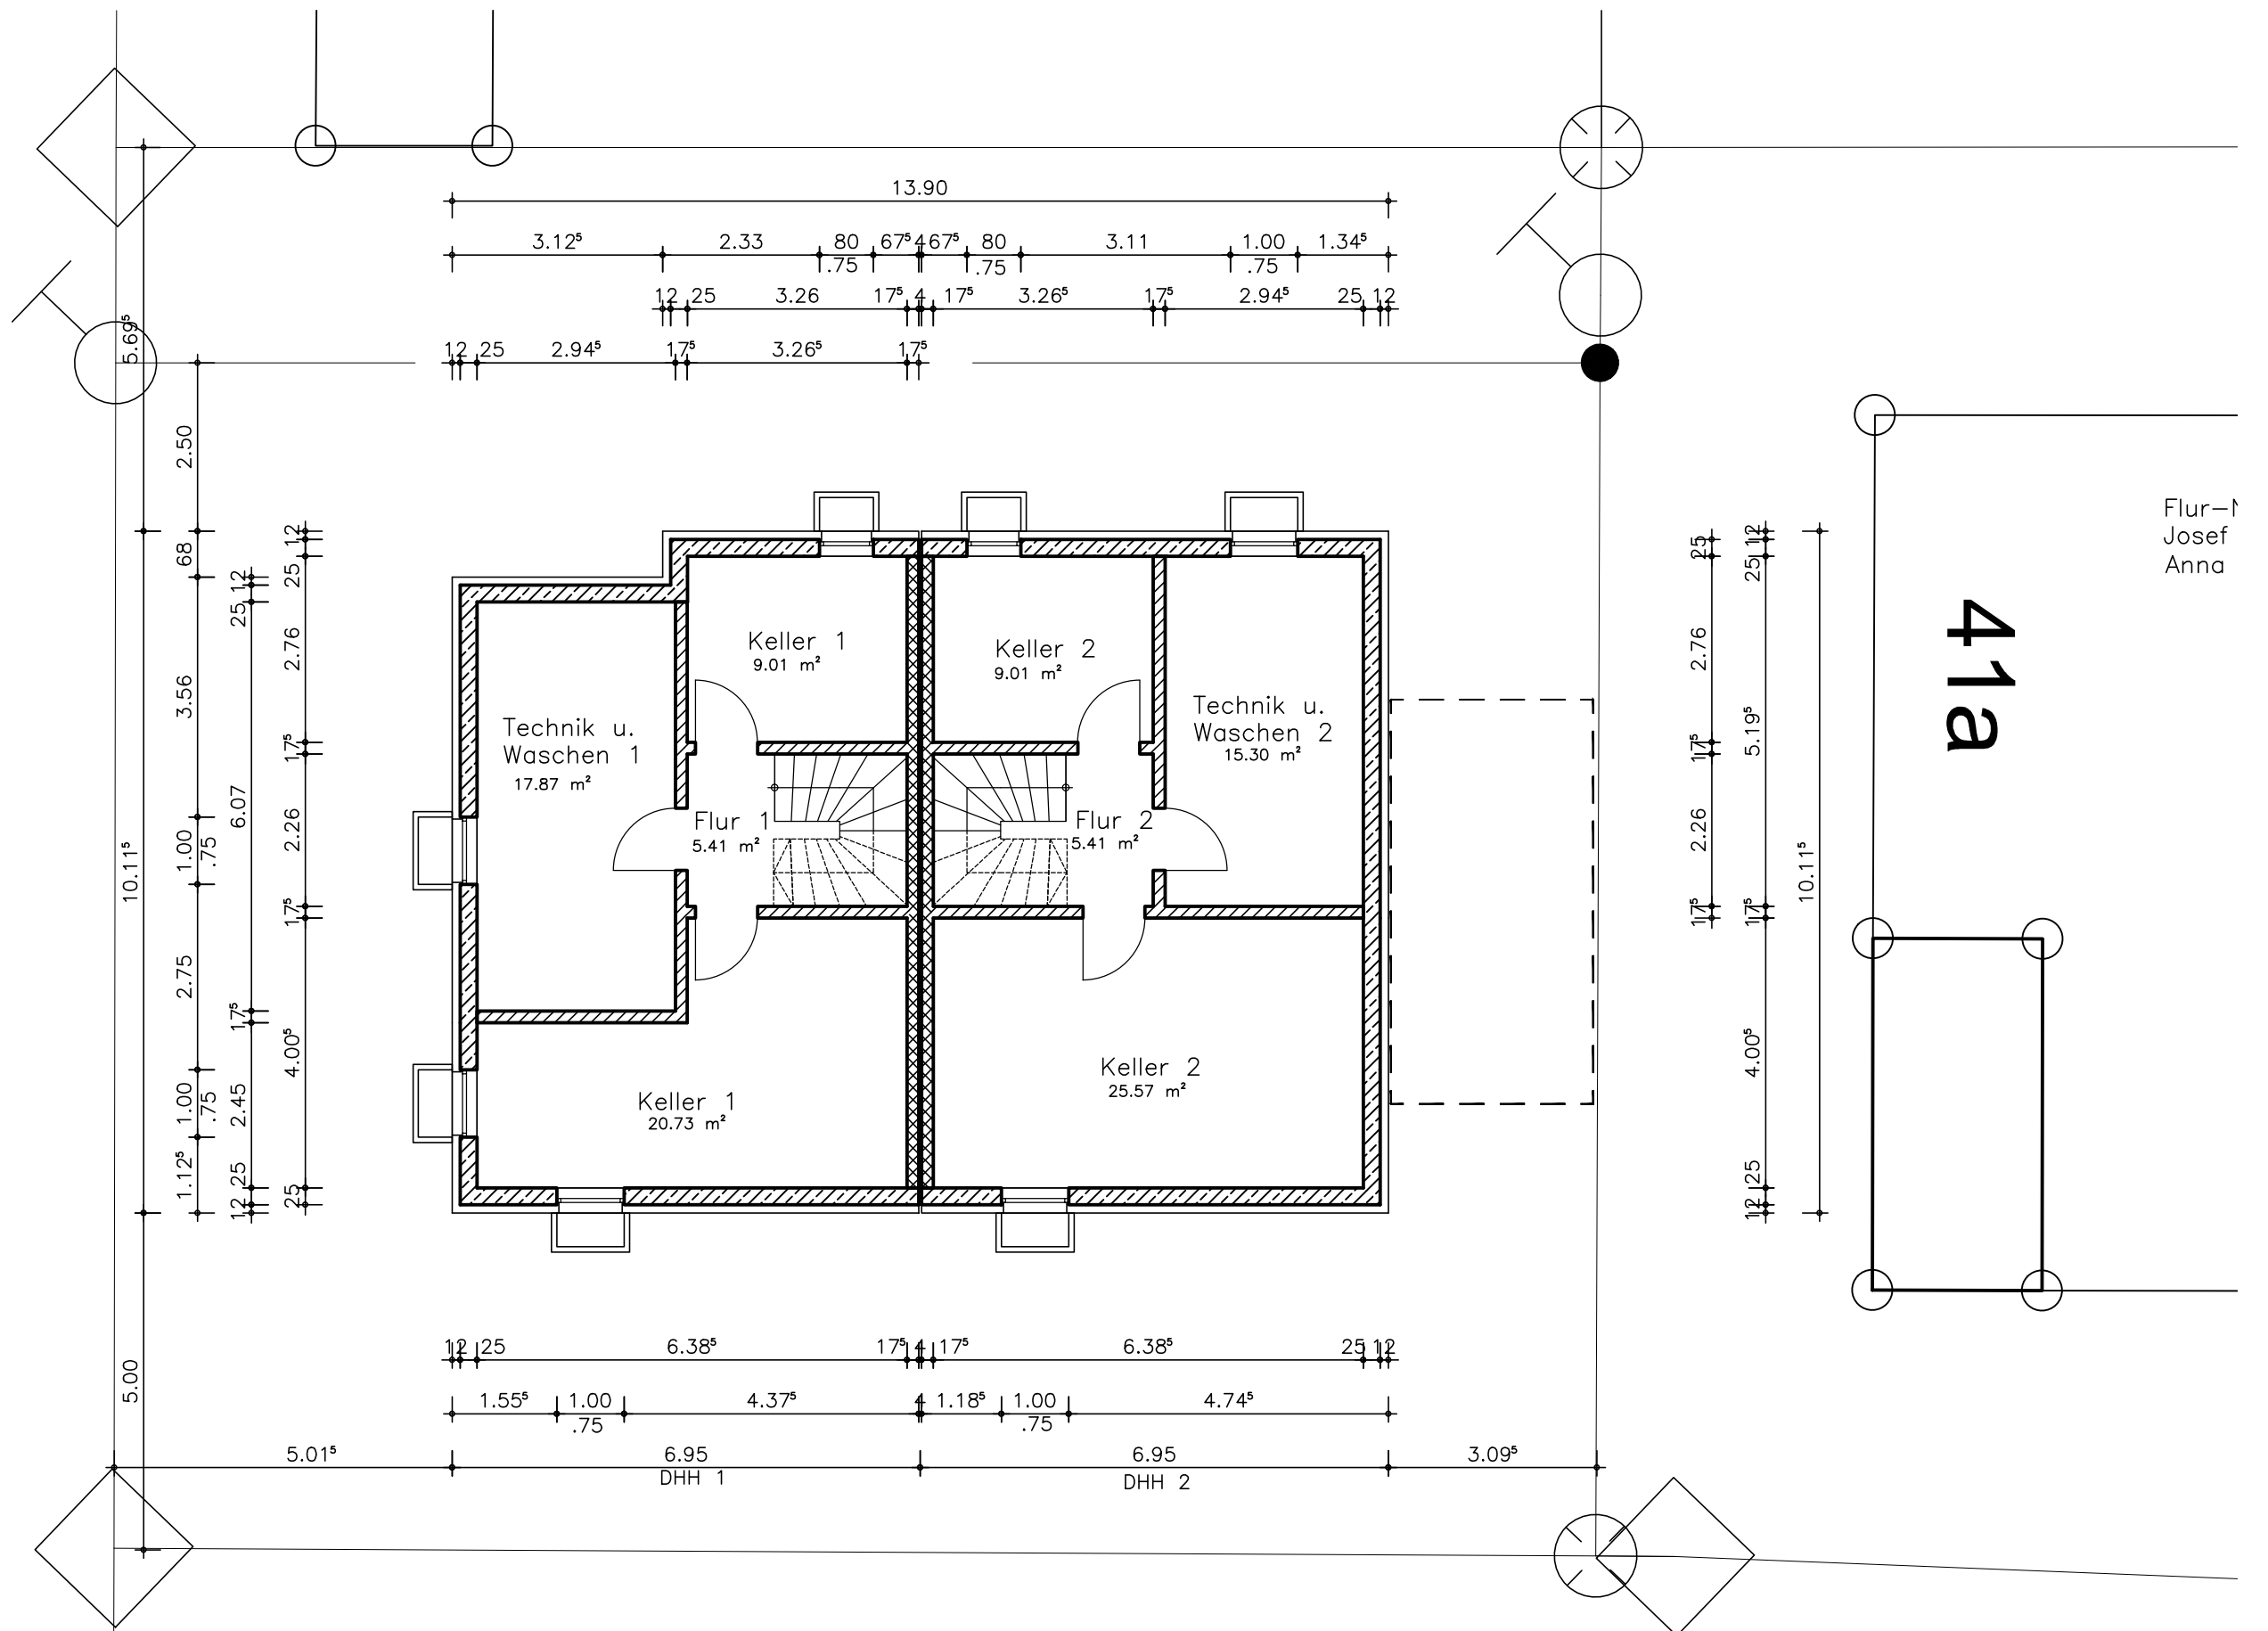 13.90
3.12⁵ 2.33 80 67⁵ 4 67⁵ 80 3.11 1.00 1.34⁵
.75 .75 .75
12 25 3.26 17⁵ 4 17⁵ 3.26⁵ 17⁵ 2.94⁵ 25 12
12 25 2.94⁵ 17⁵ 3.26⁵ 17⁵
5.69⁵
10.11⁵
5.00
2.50
68
3.56
1.00
.75
2.75
1.00
.75
1.12⁵
12
25
6.07
17⁵
2.45
25
12
12
25
2.76
17⁵
2.26
17⁵
4.00⁵
25
Keller 1
9.01 m²
Keller 2
9.01 m²
Technik u.
Waschen 1
17.87 m²
Technik u.
Waschen 2
15.30 m²
Flur 1
5.41 m²
Flur 2
5.41 m²
Keller 1
20.73 m²
Keller 2
25.57 m²
25
2.76
17⁵
2.26
17⁵
12
25
5.19⁵
17⁵
4.00⁵
25
12
10.11⁵
41a
Flur-
Josef
Anna
12 25 6.38⁵ 17⁵ 4 17⁵ 6.38⁵ 25 12
1.55⁵ 1.00 4.37⁵ 4 1.18⁵ 1.00 4.74⁵
.75 .75
5.01⁵ 6.95 6.95 3.09⁵
DHH 1 DHH 2